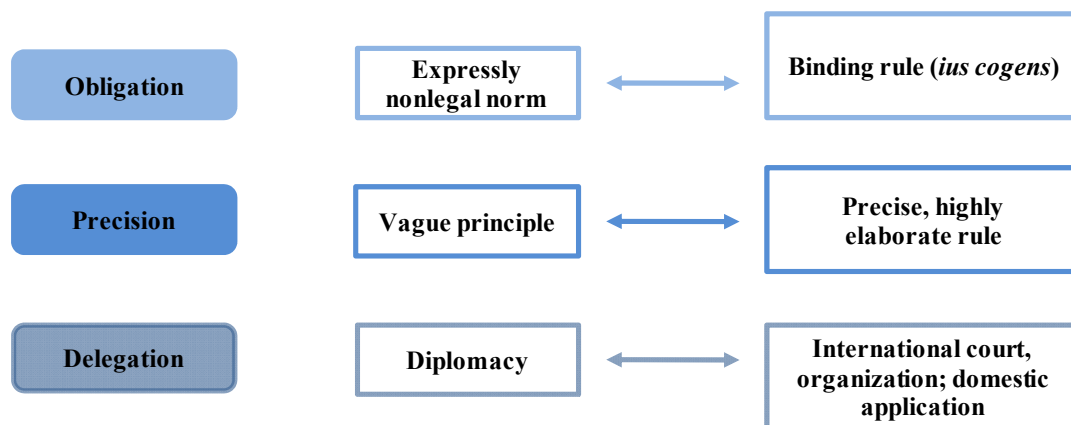 Obligation
Expressly
nonlegal norm
Binding rule (ius cogens)
Precision
Vague principle
Precise, highly
elaborate rule
Delegation
Diplomacy
International court,
organization; domestic
application